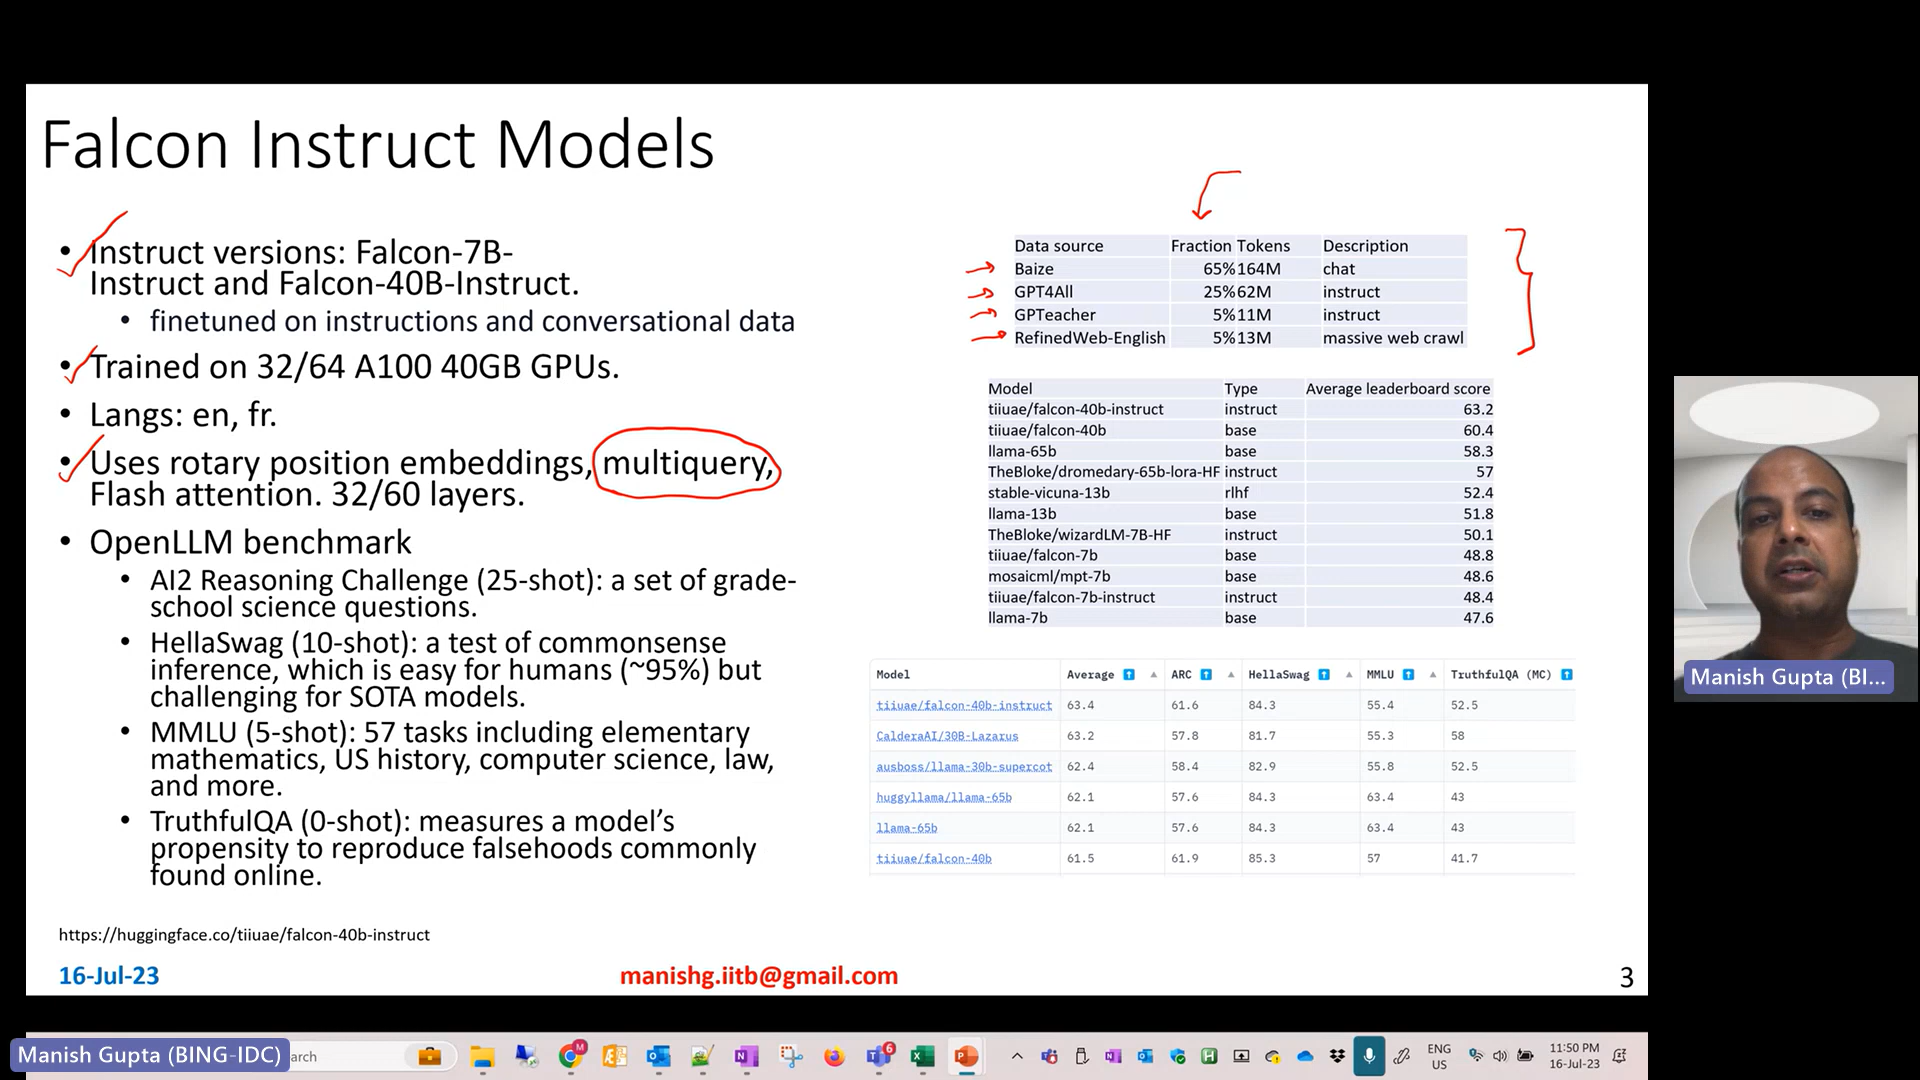 Falcon Instruct Models
• Instruct versions: Falcon-7B-
Instruct and Falcon-40B-Instruct.
• finetuned on instructions and conversational data
• Trained on 32/64 A100 40GB GPUs.
• Langs: en, fr.
• Uses rotary position embeddings, multiquery,
Flash attention. 32/60 layers.
• OpenLLM benchmark
• AI2 Reasoning Challenge (25-shot): a set of grade-
school science questions.
• HellaSwag (10-shot): a test of commonsense
inference, which is easy for humans (~95%) but
challenging for SOTA models.
• MMLU (5-shot): 57 tasks including elementary
mathematics, US history, computer science, law,
and more.
• TruthfulQA (0-shot): measures a model's
propensity to reproduce falsehoods commonly
found online.
https://huggingface.co/tiiuae/falcon-40b-instruct
Data source Fraction Tokens Description
Baize 65% 164M chat
GPT4All 25% 62M instruct
GPTeacher 5% 11M instruct
RefinedWeb-English 5% 13M massive web crawl
Model Type Average leaderboard score
tiiuae/falcon-40b-instruct instruct 63.2
tiiuae/falcon-40b base 60.4
llama-65b base 58.3
TheBloke/dromedary-65b-lora-HF instruct 57
stable-vicuna-13b rlhf 52.4
llama-13b base 51.8
TheBloke/wizardLM-7B-HF instruct 50.1
tiiuae/falcon-7b base 48.8
mosaicml/mpt-7b base 48.6
tiiuae/falcon-7b-instruct instruct 48.4
llama-7b base 47.6
Model Average ARC HellaSwag MMLU TruthfulQA (MC)
tiiuae/falcon-40b-instruct 63.4 61.6 84.3 55.4 52.5
CalderaAI/30B-Lazarus 63.2 57.8 81.7 55.3 58
ausboss/llama-30b-supercot 62.4 58.4 82.9 55.8 52.5
huggyllama/llama-65b 62.1 57.6 84.3 63.4 43
llama-65b 62.1 57.6 84.3 63.4 43
tiiuae/falcon-40b 61.5 61.9 85.3 57 41.7
16-Jul-23
manishg.iitb@gmail.com
3
Manish Gupta (BI...
Manish Gupta (BING-IDC)
arch
M
6
ENG
US
11:50 PM
16-Jul-23